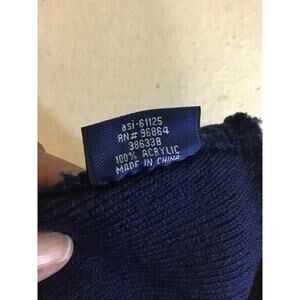 asi-61125
RN# 96864
386338
100% ACRYLIC
MADE IN CHINA